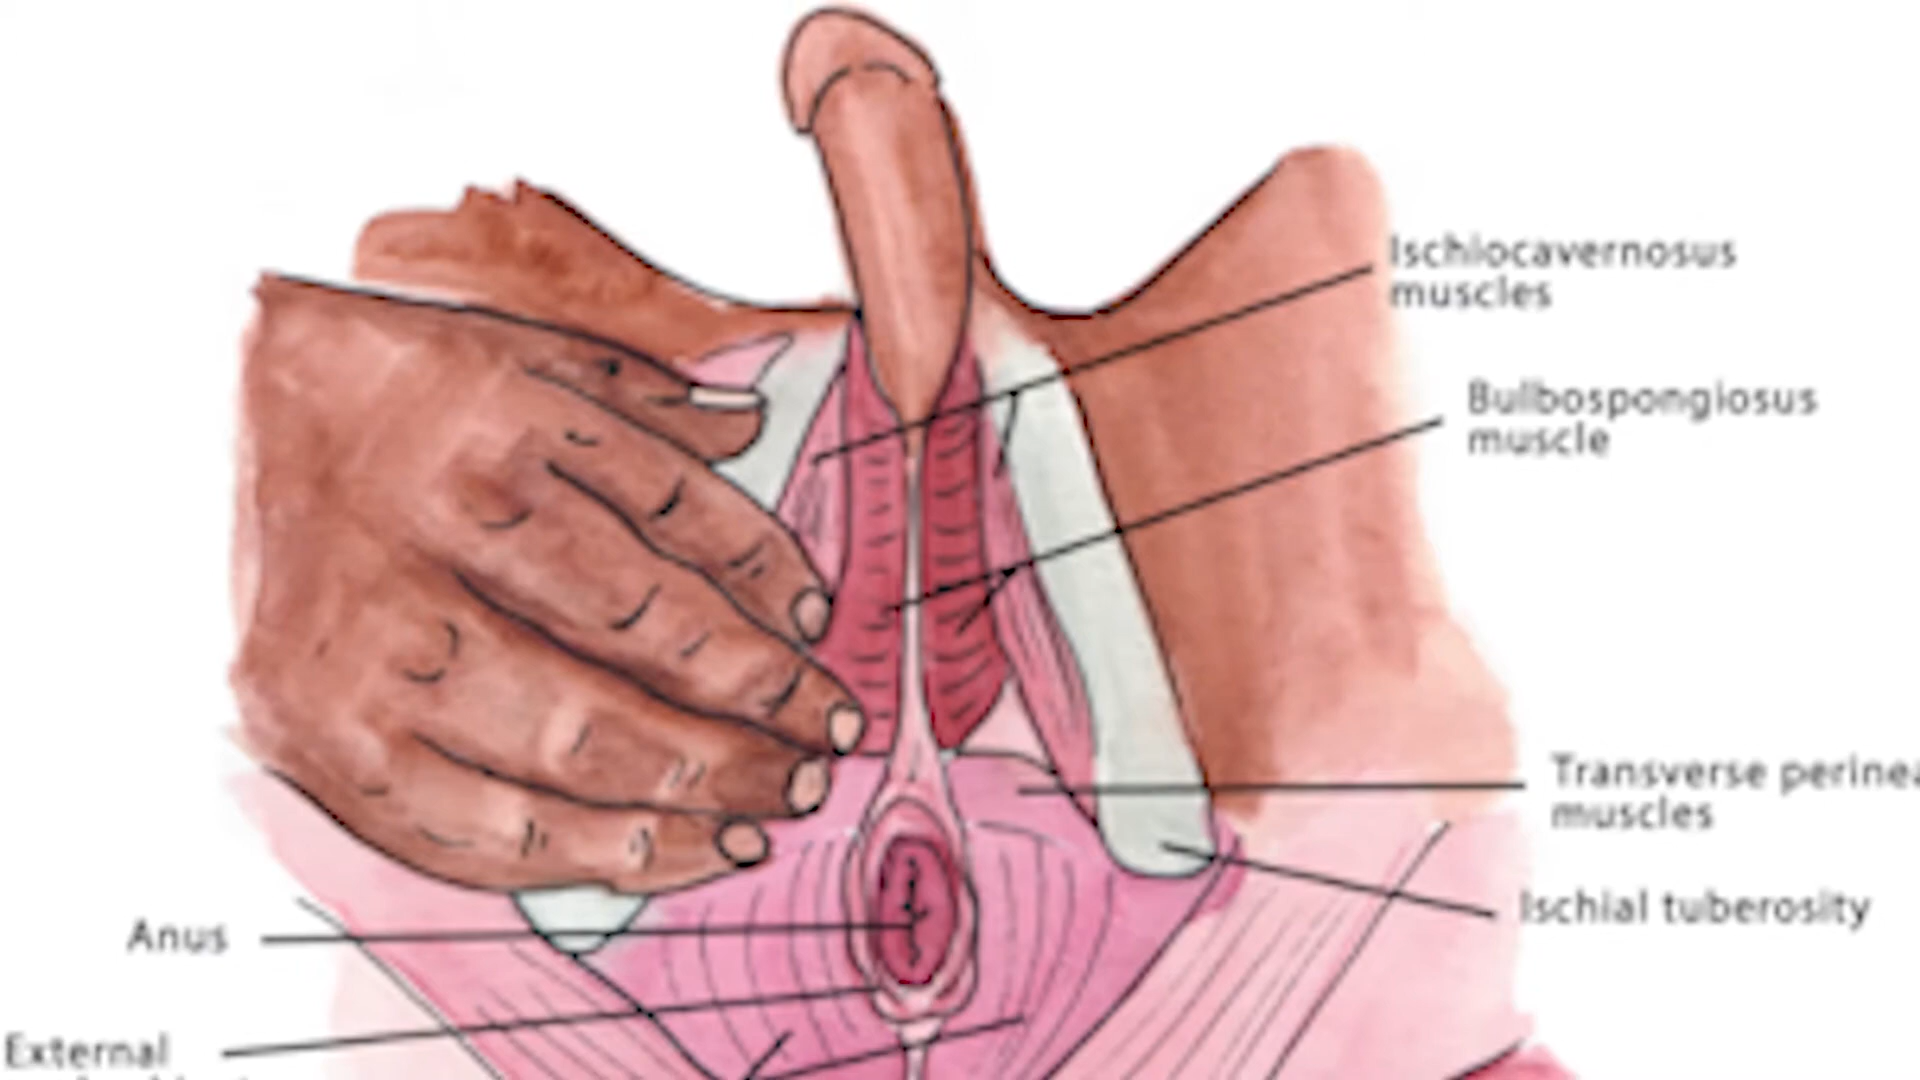 Ischiocavernosus
muscles
Bulbospongiosus
muscle
Transverse perinea
muscles
Ischial tuberosity
Anus
External